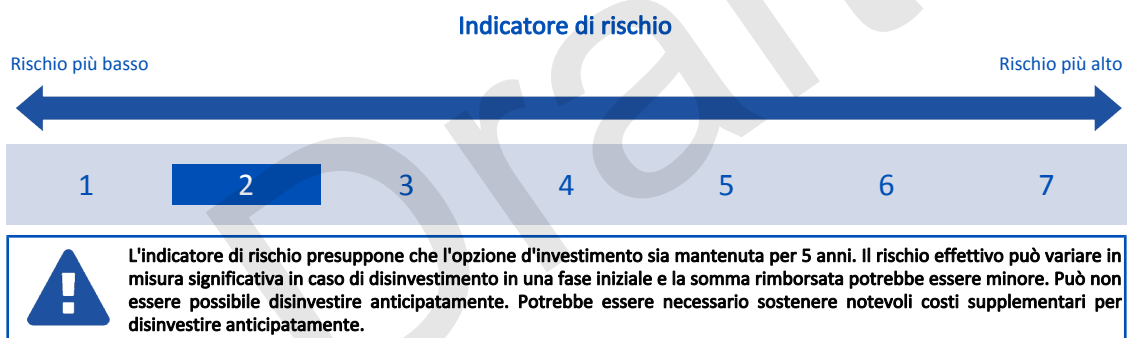 Indicatore di rischio
Rischio più basso
Rischio più alto
1 2 3 4 5 6 7
L'indicatore di rischio presuppone che l'opzione d'investimento sia mantenuta per 5 anni. Il rischio effettivo può variare in
misura significativa in caso di disinvestimento in una fase iniziale e la somma rimborsata potrebbe essere minore. Può non
essere possibile disinvestire anticipatamente. Potrebbe essere necessario sostenere notevoli costi supplementari per
disinvestire anticipatamente.
Draft